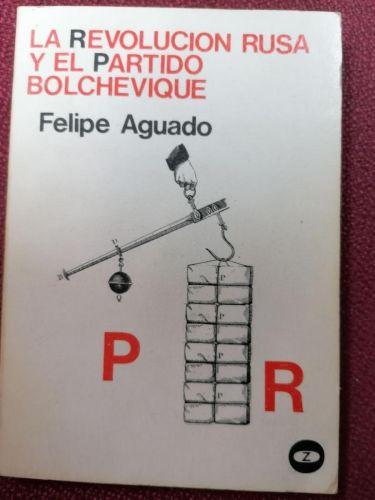 LA REVOLUCION RUSA
Y EL PARTIDO
BOLCHEVIQUE
Felipe Aguado
P
R
Z